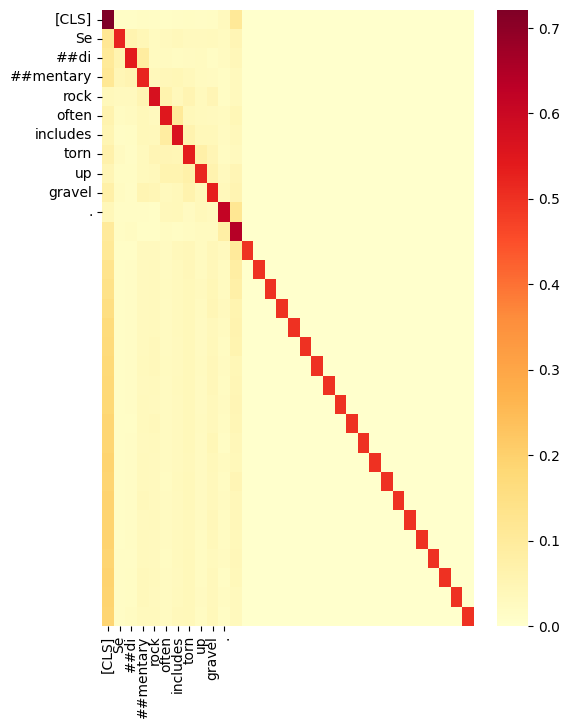 [CLS]
Se
##di
##mentary
rock
often
includes
torn
up
gravel
.
0.7
0.6
0.5
0.4
0.3
0.2
0.1
0.0
[CLS]
Se
##di
##mentary
rock
often
includes
torn
up
gravel
.